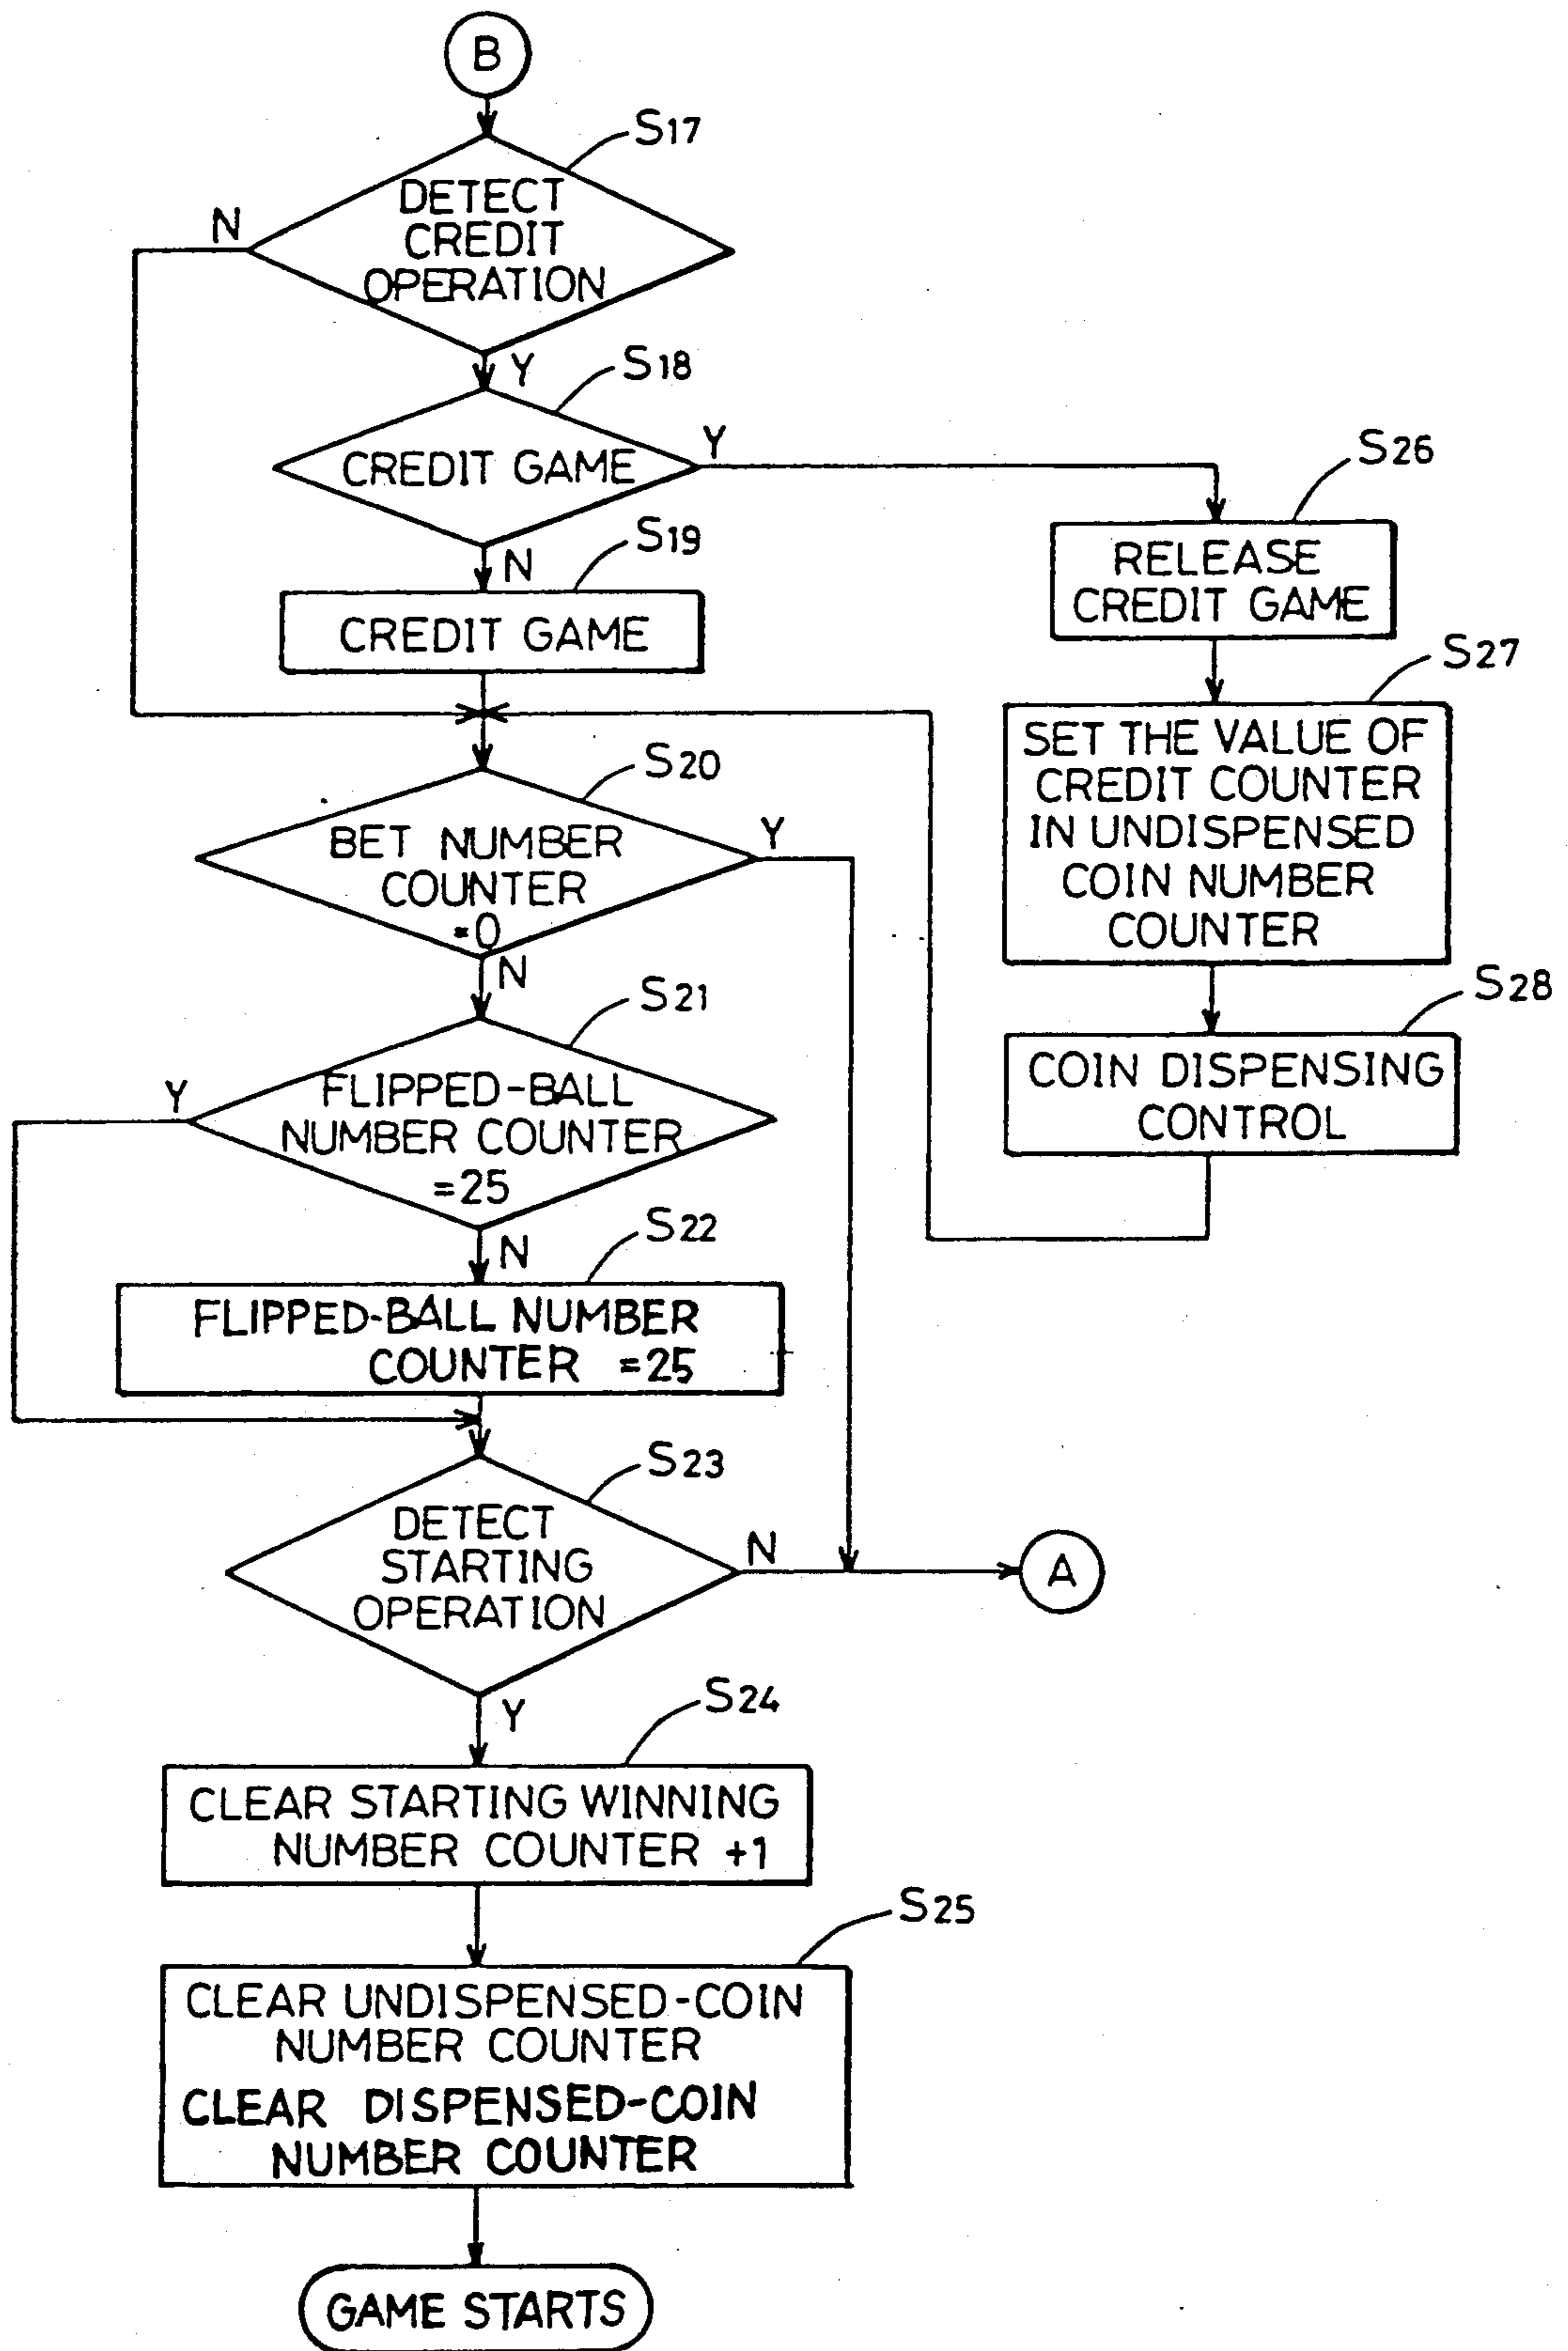 B
S17
DETECT
CREDIT
OPERATION
N
Y
S18
CREDIT GAME
Y
N
S19
CREDIT GAME
S26
RELEASE
CREDIT GAME
S27
SET THE VALUE OF
CREDIT COUNTER
IN UNDISPENSED
COIN NUMBER
COUNTER
S28
COIN DISPENSING
CONTROL
S20
BET NUMBER
COUNTER
=0
Y
N
S21
FLIPPED-BALL
NUMBER COUNTER
=25
Y
N
S22
FLIPPED-BALL NUMBER
COUNTER =25
S23
DETECT
STARTING
OPERATION
N
A
Y
S24
CLEAR STARTING WINNING
NUMBER COUNTER +1
S25
CLEAR UNDISPENSED-COIN
NUMBER COUNTER
CLEAR DISPENSED-COIN
NUMBER COUNTER
GAME STARTS